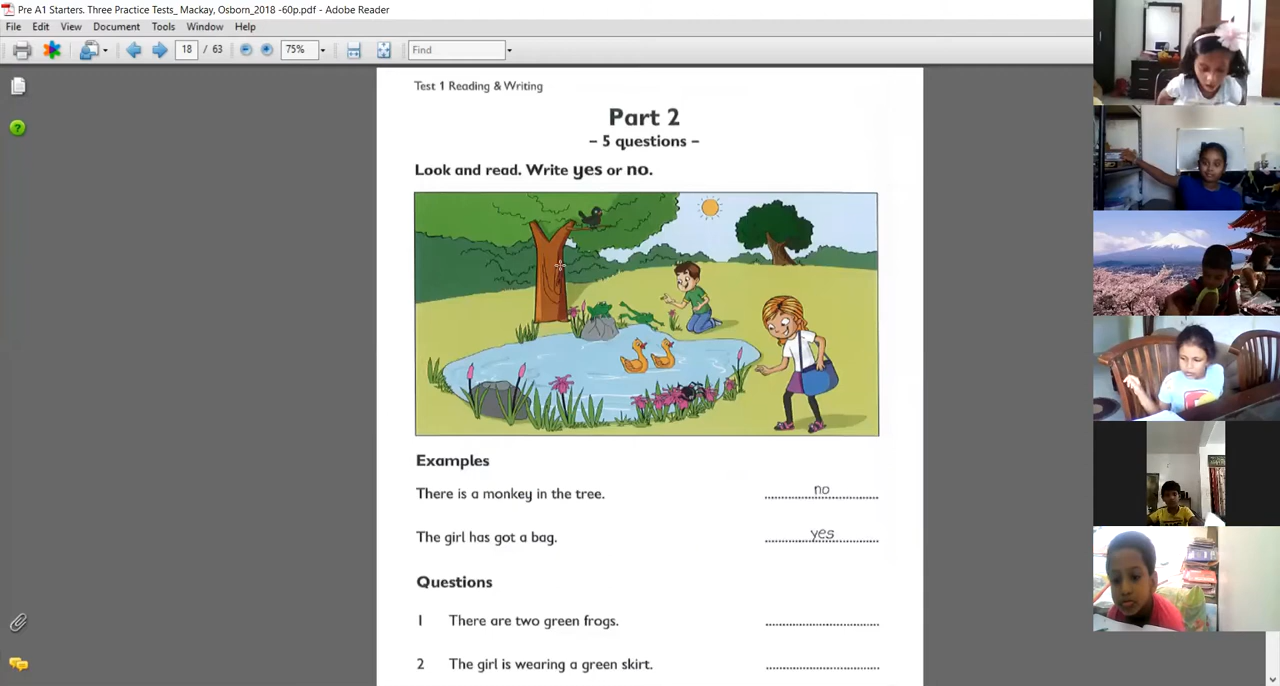 Pre A1 Starters. Three Practice Tests_ Mackay, Osborn_2018 -60p.pdf - Adobe Reader
File Edit View Document Tools Window Help
18 / 63 75% Find
Test 1 Reading & Writing
Part 2
– 5 questions –
Look and read. Write yes or no.
Examples
There is a monkey in the tree. no
The girl has got a bag. yes
Questions
1 There are two green frogs.
2 The girl is wearing a green skirt.